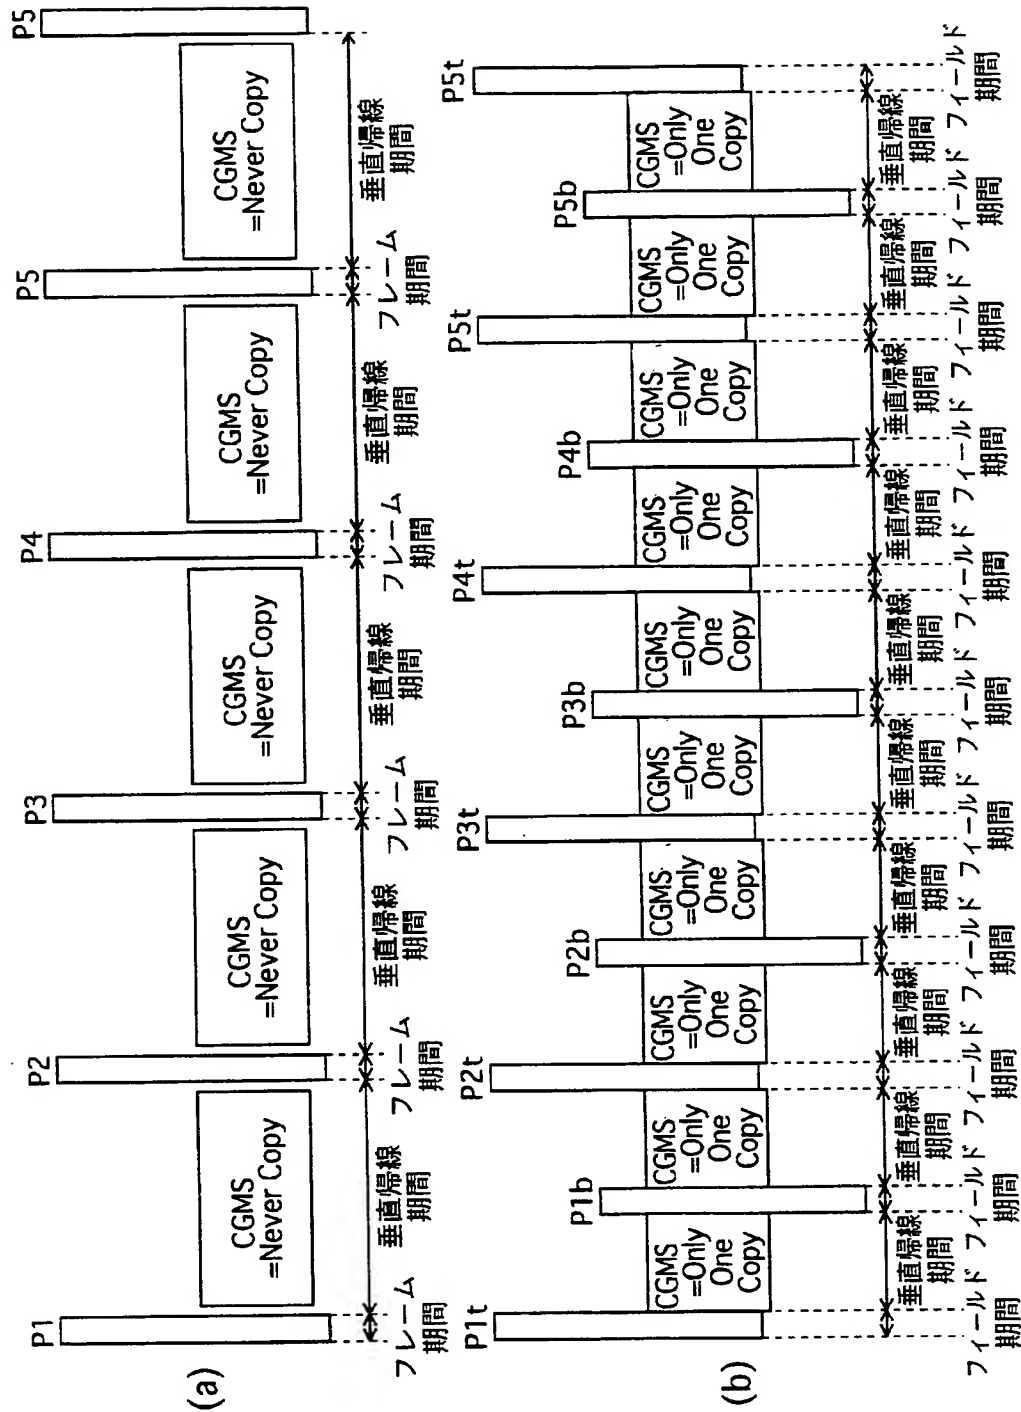 (a)
P1
P2
P3
P4
P5
P5
CGMS
=Never Copy
CGMS
=Never Copy
CGMS
=Never Copy
CGMS
=Never Copy
CGMS
=Never Copy
フレーム
期間
垂直帰線
期間
フレーム
期間
垂直帰線
期間
フレーム
期間
垂直帰線
期間
フレーム
期間
垂直帰線
期間
フレーム
期間
垂直帰線
期間
(b)
P1t
P1b
P2t
P2b
P3t
P3b
P4t
P4b
P5t
P5b
P5t
CGMS
=Only
One
Copy
CGMS
=Only
One
Copy
CGMS
=Only
One
Copy
CGMS
=Only
One
Copy
CGMS
=Only
One
Copy
CGMS
=Only
One
Copy
CGMS
=Only
One
Copy
CGMS
=Only
One
Copy
CGMS
=Only
One
Copy
CGMS
=Only
One
Copy
フィールド
期間
垂直帰線
期間
フィールド
期間
垂直帰線
期間
フィールド
期間
垂直帰線
期間
フィールド
期間
垂直帰線
期間
フィールド
期間
垂直帰線
期間
フィールド
期間
垂直帰線
期間
フィールド
期間
垂直帰線
期間
フィールド
期間
垂直帰線
期間
フィールド
期間
垂直帰線
期間
フィールド
期間
垂直帰線
期間
フィールド
期間